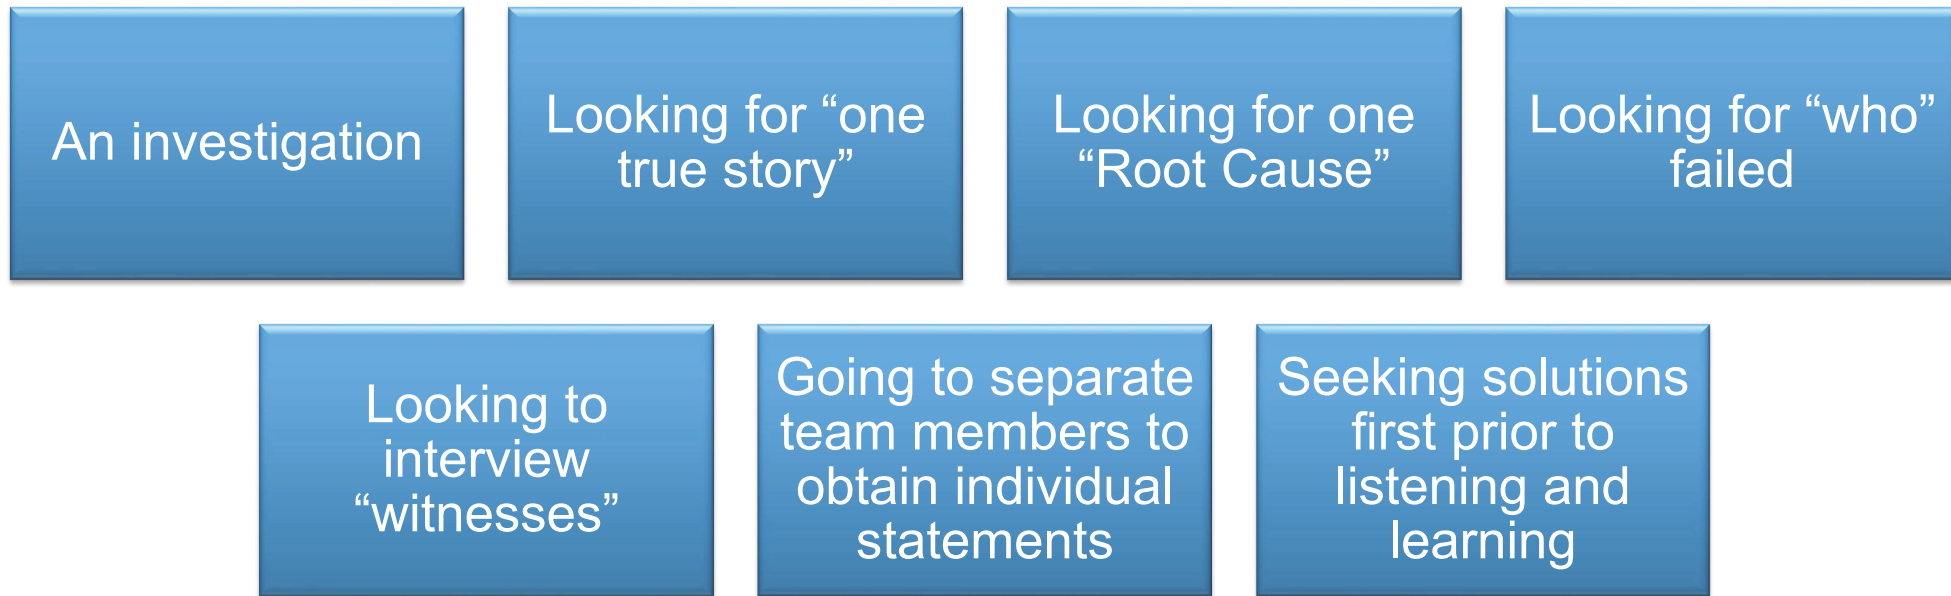 An investigation
Looking for “one
true story”
Looking for one
“Root Cause”
Looking for “who”
failed
Looking to
interview
“witnesses”
Going to separate
team members to
obtain individual
statements
Seeking solutions
first prior to
listening and
learning